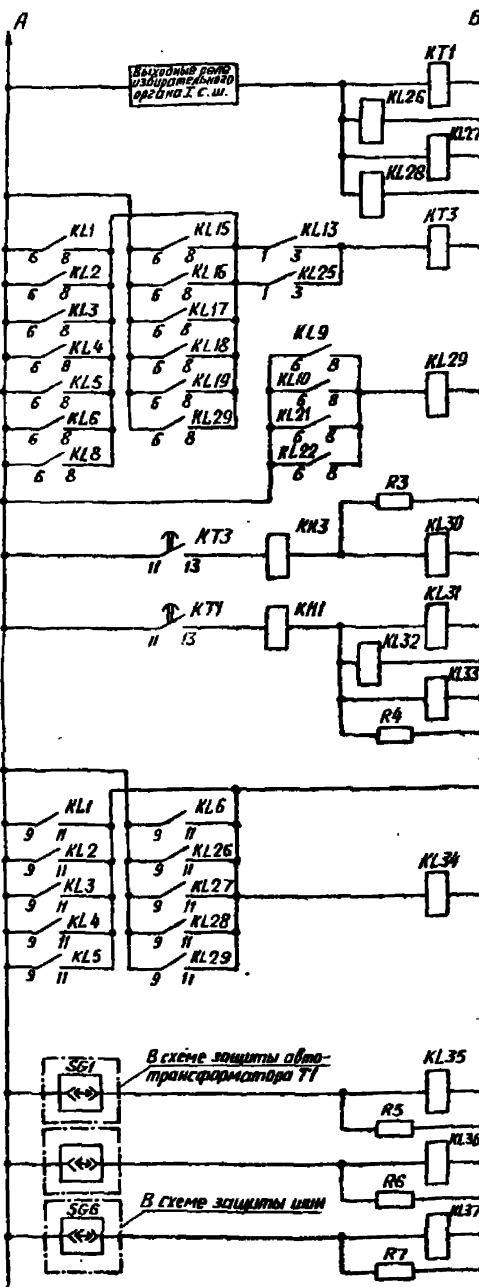 А
Б
Выходные реле
избирательного
органа I с.ш.
KT1
KL26
KL27
KL28
KT3
KL1
6 8
KL2
6 8
KL3
6 8
KL4
6 8
KL5
6 8
KL6
6 8
KL8
6 8
KL15
6 8
KL16
6 8
KL17
6 8
KL18
6 8
KL19
6 8
KL29
6 8
KL13
1 3
KL25
1 3
KL9
6 8
KL10
6 8
KL21
6 8
KL22
6 8
KL29
R3
KT3
11 13
KH3
KL30
KT1
11 13
KH1
KL31
KL32
KL33
R4
KL1
9 11
KL2
9 11
KL3
9 11
KL4
9 11
KL5
9 11
KL6
9 11
KL26
9 11
KL27
9 11
KL28
9 11
KL29
9 11
KL34
SG1
В схеме защиты авто-
трансформатора T1
KL35
R5
KL36
R6
SG6
В схеме защиты шин
KL37
R7